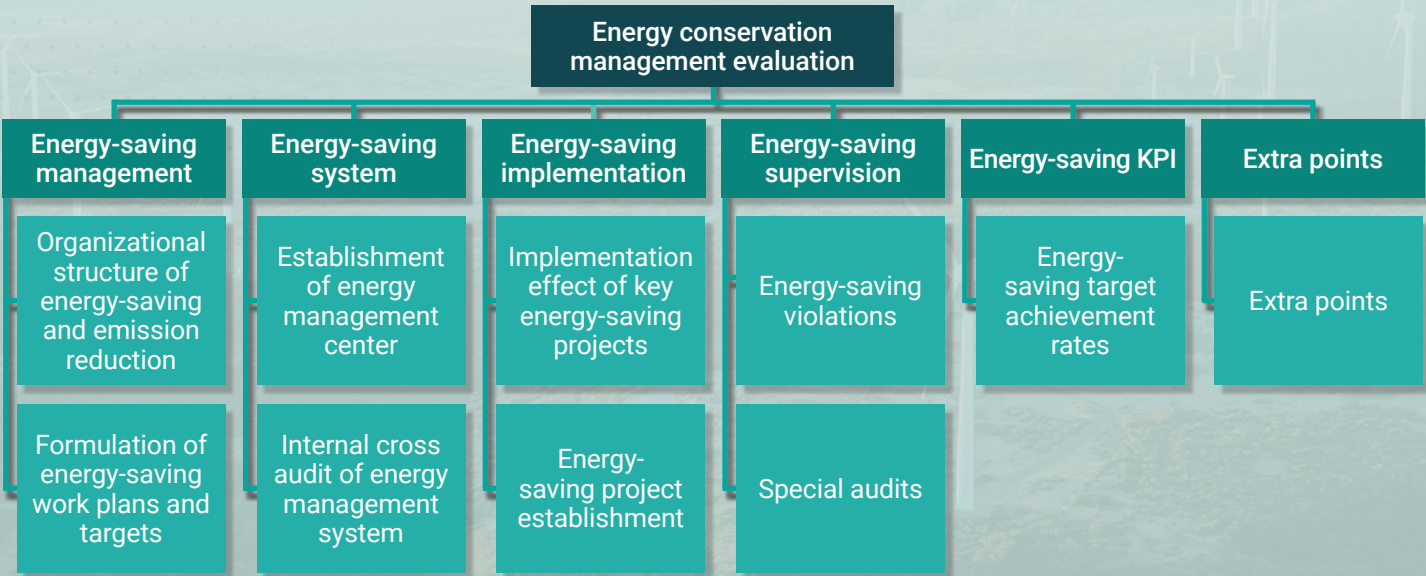 Energy conservation
management evaluation
Energy-saving
management
Energy-saving
system
Energy-saving
implementation
Energy-saving
supervision
Energy-saving KPI
Extra points
Organizational
structure of
energy-saving
and emission
reduction
Establishment
of energy
management
center
Implementation
effect of key
energy-saving
projects
Energy-saving
violations
Energy-
saving target
achievement
rates
Extra points
Formulation of
energy-saving
work plans and
targets
Internal cross
audit of energy
management
system
Energy-
saving project
establishment
Special audits